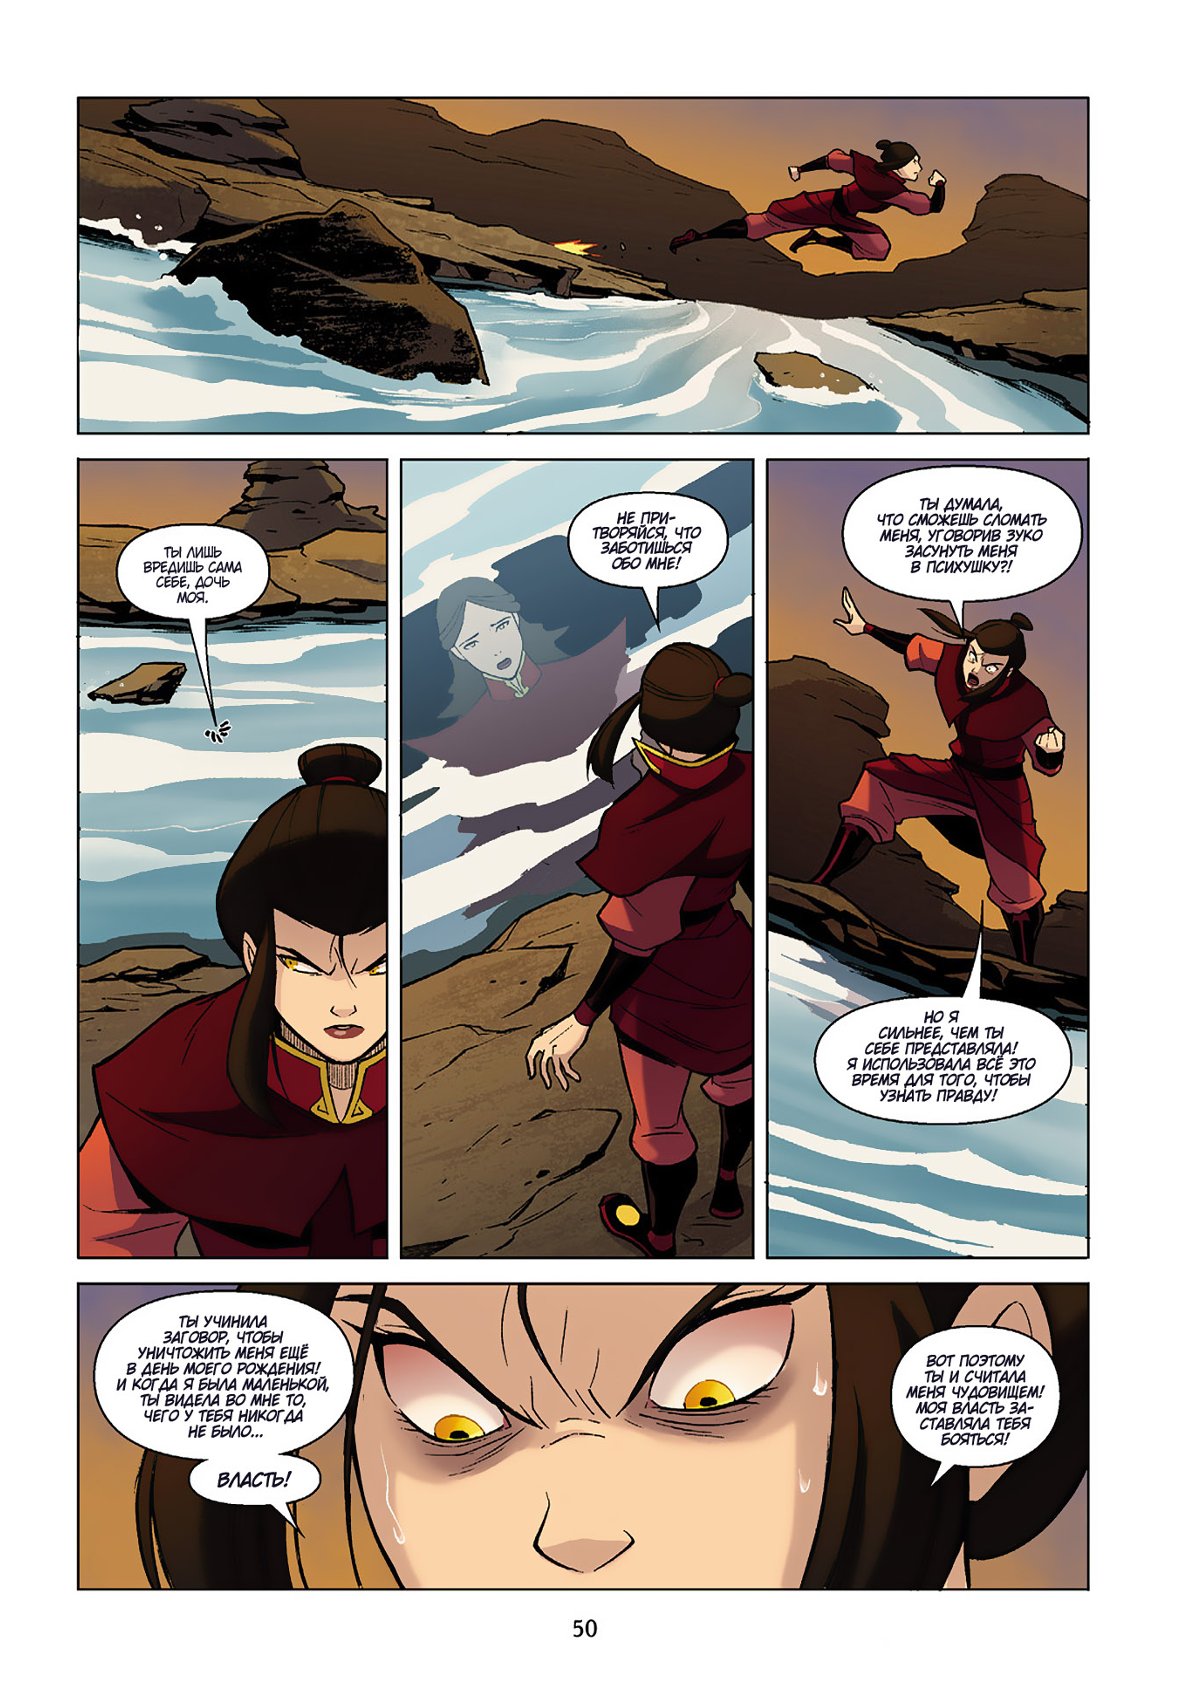 ТЫ ЛИШЬ
ВРЕДИШЬ САМА
СЕБЕ, ДОЧЬ
МОЯ.
НЕ ПРИ-
ТВОРЯЙСЯ, ЧТО
ЗАБОТИШЬСЯ
ОБО МНЕ!
ТЫ ДУМАЛА,
ЧТО СМОЖЕШЬ СЛОМАТЬ
МЕНЯ, УГОВОРИВ ЗУКО
ЗАСУНУТЬ МЕНЯ
В ПСИХУШКУ?!
НО Я
СИЛЬНЕЕ, ЧЕМ ТЫ
СЕБЕ ПРЕДСТАВЛЯЛА!
Я ИСПОЛЬЗОВАЛА ВСЁ ЭТО
ВРЕМЯ ДЛЯ ТОГО, ЧТОБЫ
УЗНАТЬ ПРАВДУ!
ТЫ УЧИНИЛА
ЗАГОВОР, ЧТОБЫ
УНИЧТОЖИТЬ МЕНЯ ЕЩЁ
В ДЕНЬ МОЕГО РОЖДЕНИЯ!
И КОГДА Я БЫЛА МАЛЕНЬКОЙ,
ТЫ ВИДЕЛА ВО МНЕ ТО,
ЧЕГО У ТЕБЯ НИКОГДА
НЕ БЫЛО...
ВЛАСТЬ!
ВОТ ПОЭТОМУ
ТЫ И СЧИТАЛА
МЕНЯ ЧУДОВИЩЕМ!
МОЯ ВЛАСТЬ ЗА-
СТАВЛЯЛА ТЕБЯ
БОЯТЬСЯ!
50